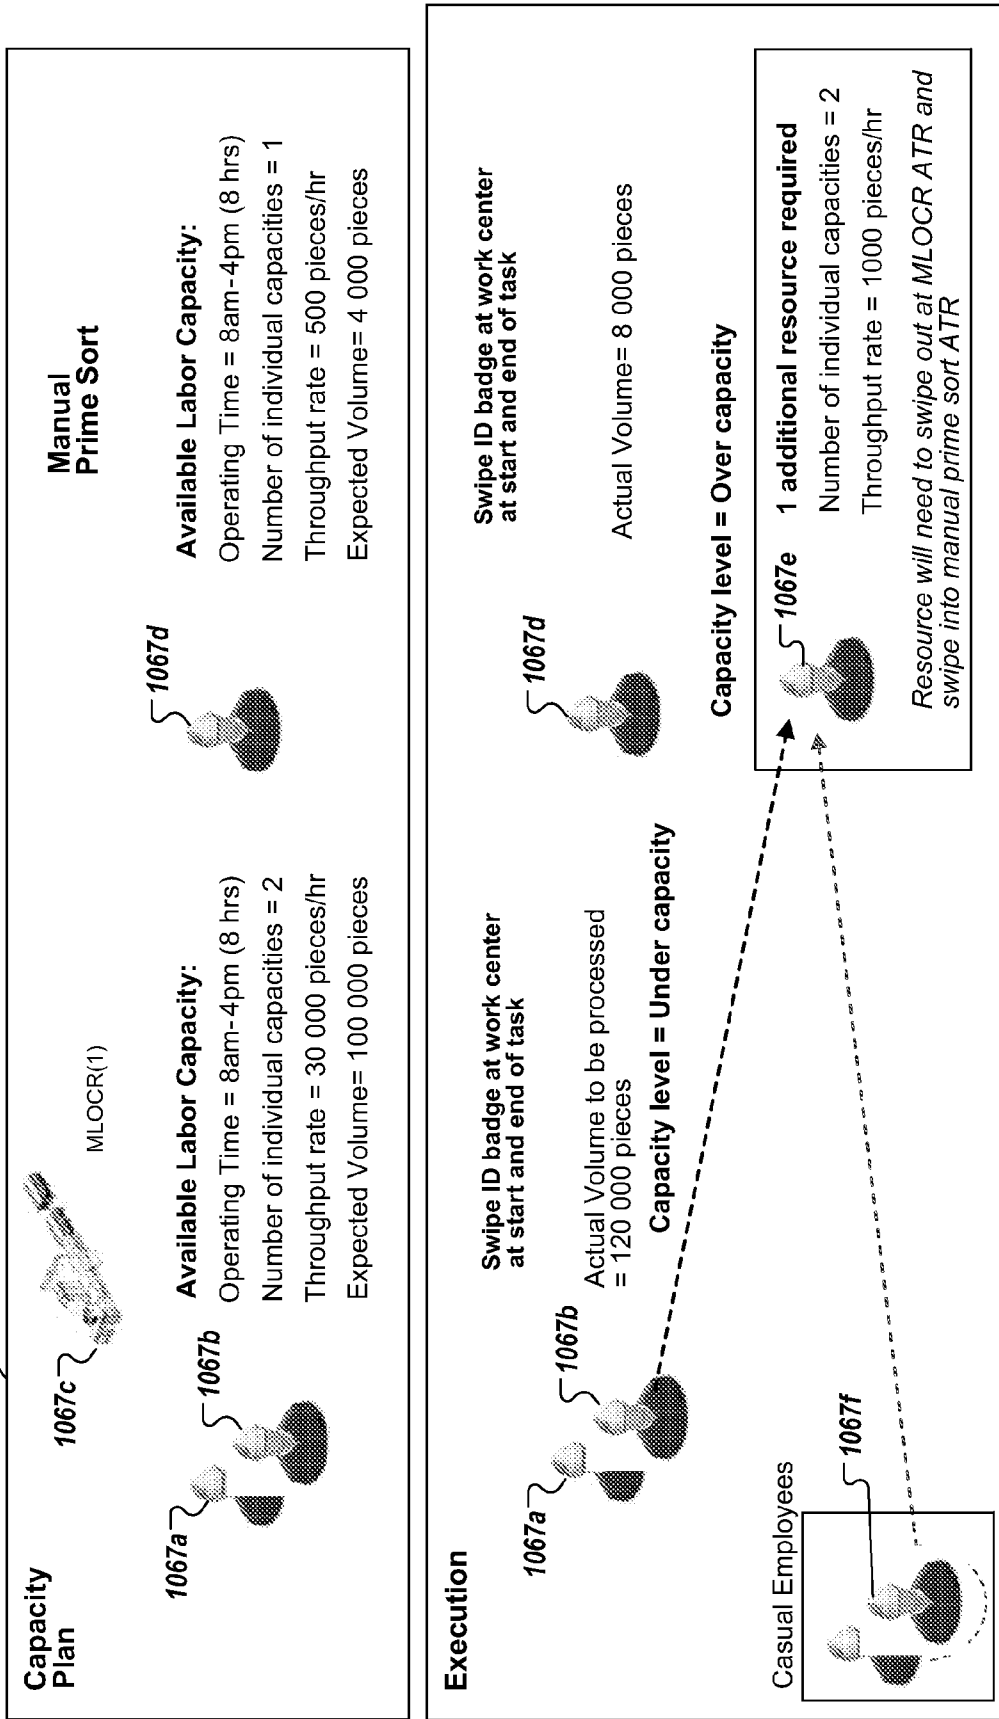 Capacity
Plan
1067c
MLOCR(1)
1067a
1067b
Available Labor Capacity:
Operating Time = 8am-4pm (8 hrs)
Number of individual capacities = 2
Throughput rate = 30 000 pieces/hr
Expected Volume= 100 000 pieces
Manual
Prime Sort
1067d
Available Labor Capacity:
Operating Time = 8am-4pm (8 hrs)
Number of individual capacities = 1
Throughput rate = 500 pieces/hr
Expected Volume= 4 000 pieces
Execution
1067a
1067b
Swipe ID badge at work center
at start and end of task
Actual Volume to be processed
= 120 000 pieces
Capacity level = Under capacity
1067d
Swipe ID badge at work center
at start and end of task
Actual Volume= 8 000 pieces
Capacity level = Over capacity
1067e
1 additional resource required
Number of individual capacities = 2
Throughput rate = 1000 pieces/hr
Resource will need to swipe out at MLOCR ATR and
swipe into manual prime sort ATR
Casual Employees
1067f